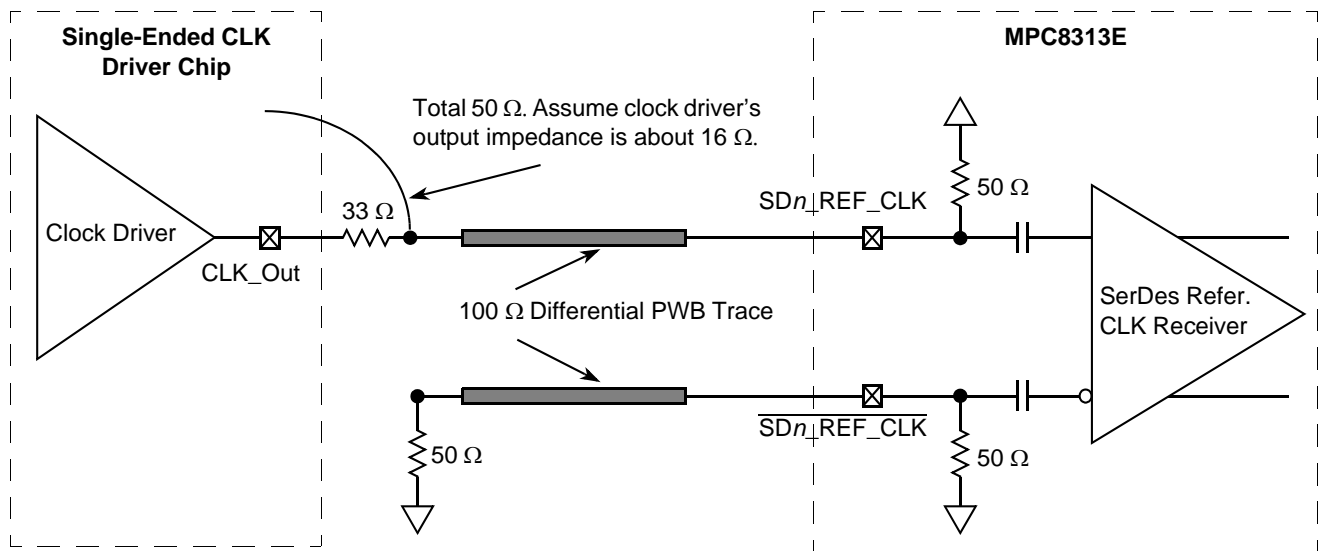 Single-Ended CLK
Driver Chip
MPC8313E
Total 50 Ω. Assume clock driver's
output impedance is about 16 Ω.
Clock Driver
CLK_Out
33 Ω
SDn_REF_CLK
50 Ω
100 Ω Differential PWB Trace
SerDes Refer.
CLK Receiver
50 Ω
SDn_REF_CLK
50 Ω